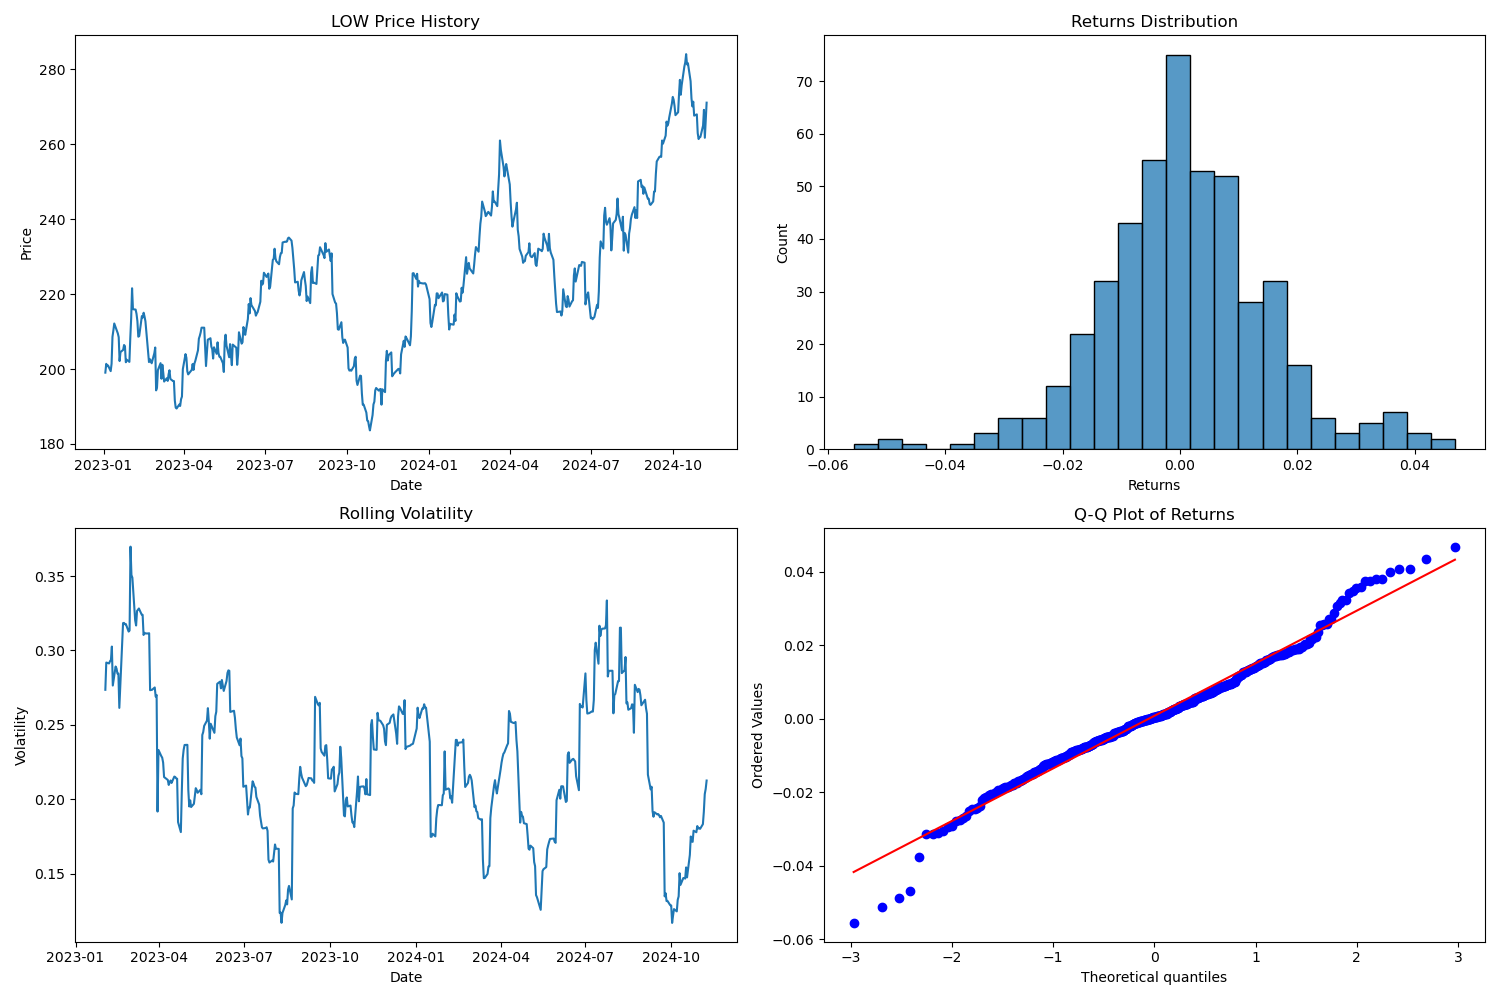 LOW Price History
Price
280
260
240
220
200
180
2023-01 2023-04 2023-07 2023-10 2024-01 2024-04 2024-07 2024-10
Date
Returns Distribution
Count
70
60
50
40
30
20
10
0
−0.06 −0.04 −0.02 0.00 0.02 0.04
Returns
Rolling Volatility
Volatility
0.35
0.30
0.25
0.20
0.15
2023-01 2023-04 2023-07 2023-10 2024-01 2024-04 2024-07 2024-10
Date
Q-Q Plot of Returns
Ordered Values
0.04
0.02
0.00
−0.02
−0.04
−0.06
−3 −2 −1 0 1 2 3
Theoretical quantiles